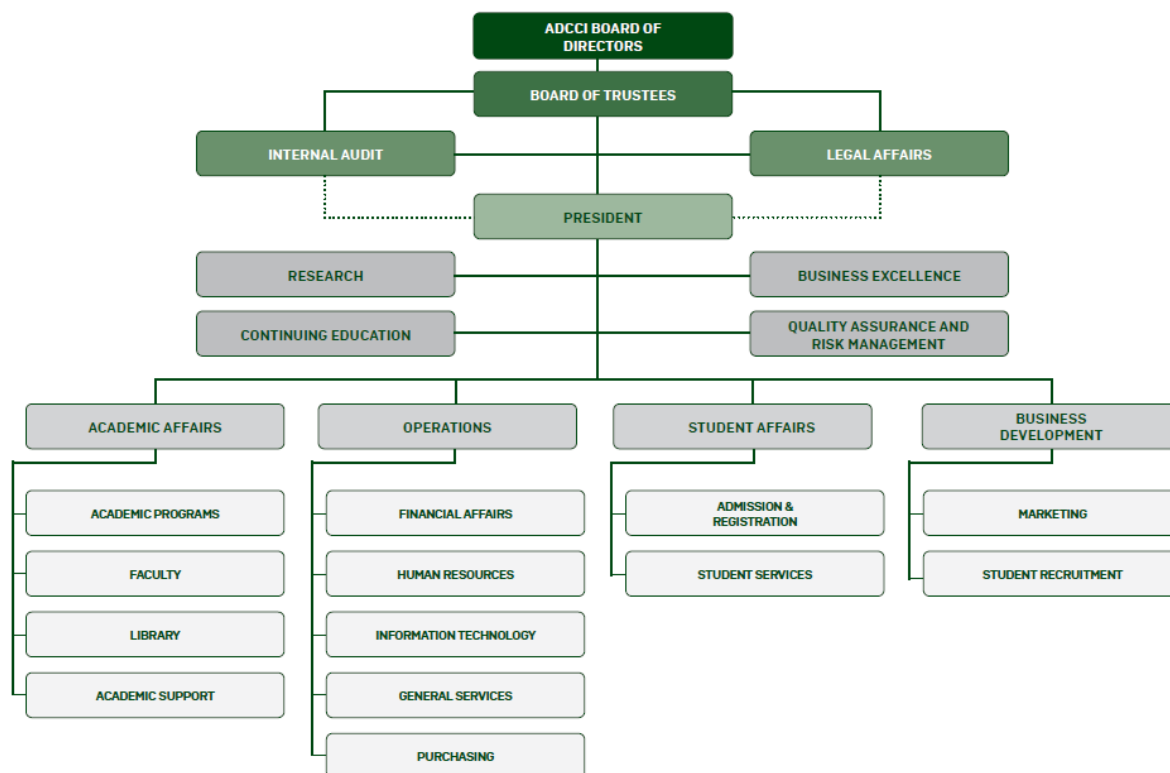 ADCCI BOARD OF
DIRECTORS
BOARD OF TRUSTEES
INTERNAL AUDIT
LEGAL AFFAIRS
PRESIDENT
RESEARCH
BUSINESS EXCELLENCE
CONTINUING EDUCATION
QUALITY ASSURANCE AND
RISK MANAGEMENT
ACADEMIC AFFAIRS
OPERATIONS
STUDENT AFFAIRS
BUSINESS
DEVELOPMENT
ACADEMIC PROGRAMS
FINANCIAL AFFAIRS
ADMISSION &
REGISTRATION
MARKETING
FACULTY
HUMAN RESOURCES
STUDENT SERVICES
STUDENT RECRUITMENT
LIBRARY
INFORMATION TECHNOLOGY
ACADEMIC SUPPORT
GENERAL SERVICES
PURCHASING